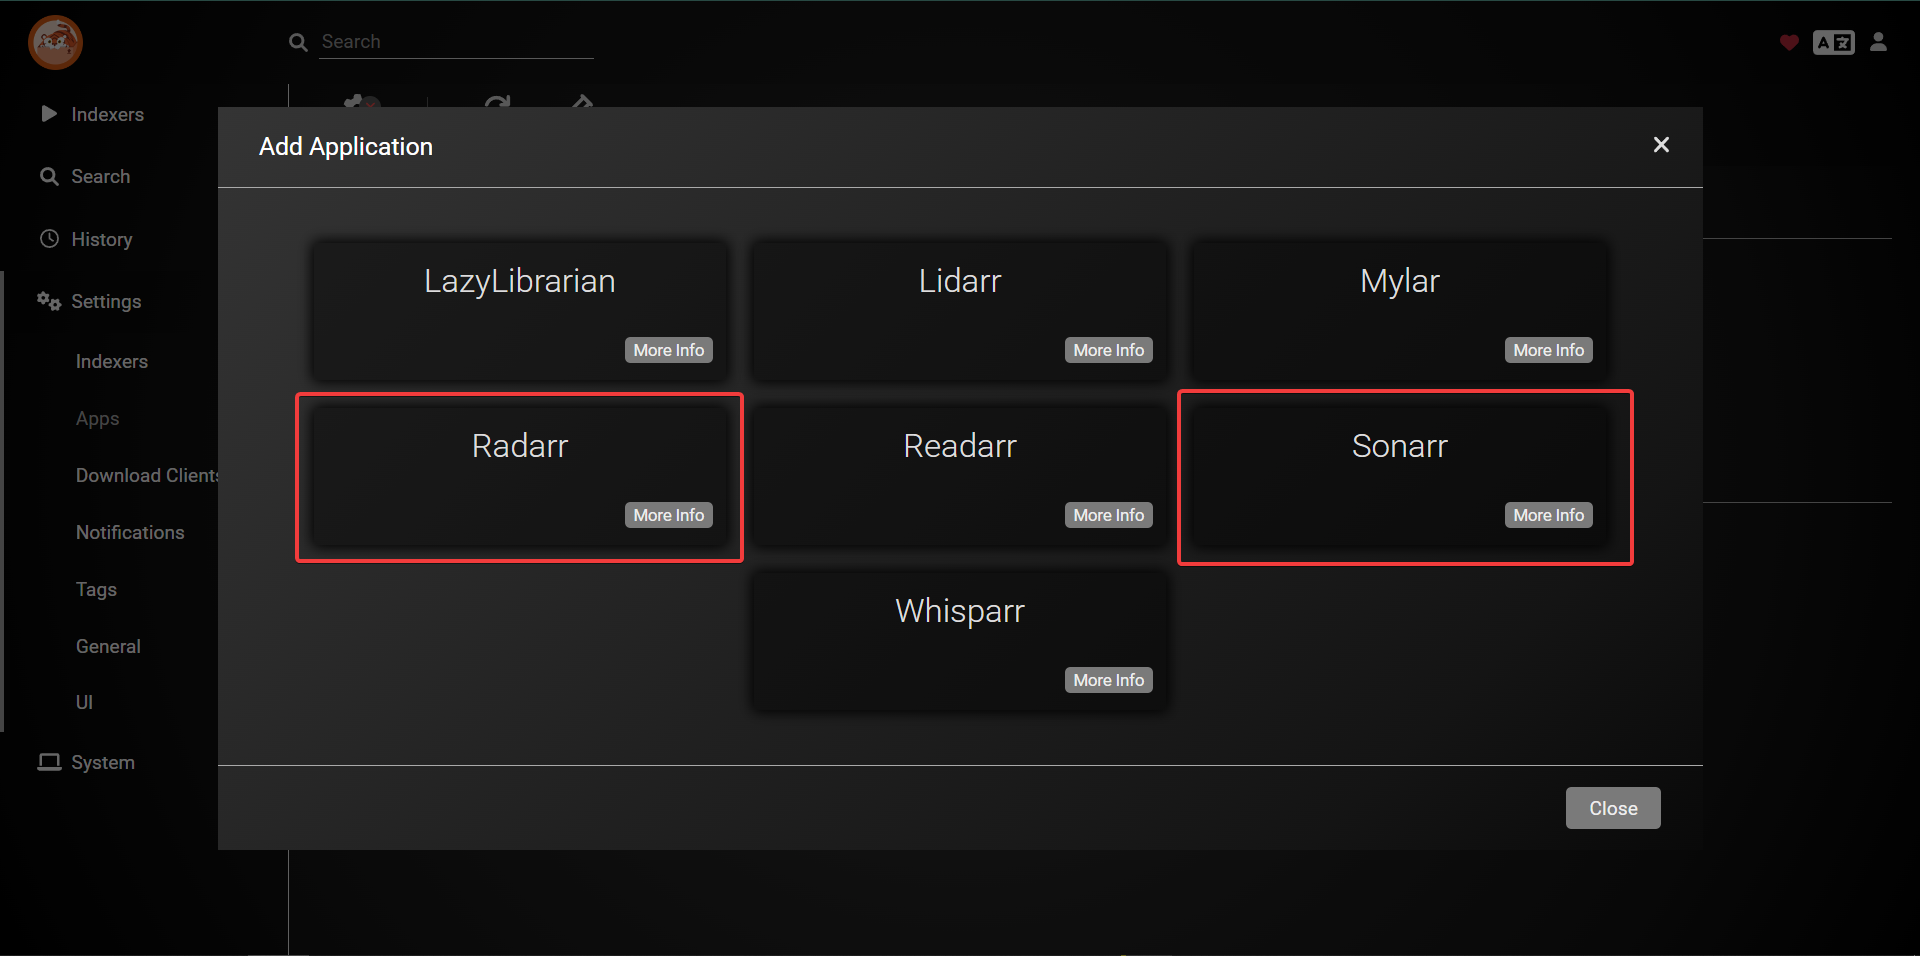 Search
Indexers
Search
History
Settings
Indexers
Apps
Download Clients
Notifications
Tags
General
UI
System
Add Application
LazyLibrarian
More Info
Lidarr
More Info
Mylar
More Info
Radarr
More Info
Readarr
More Info
Sonarr
More Info
Whisparr
More Info
Close